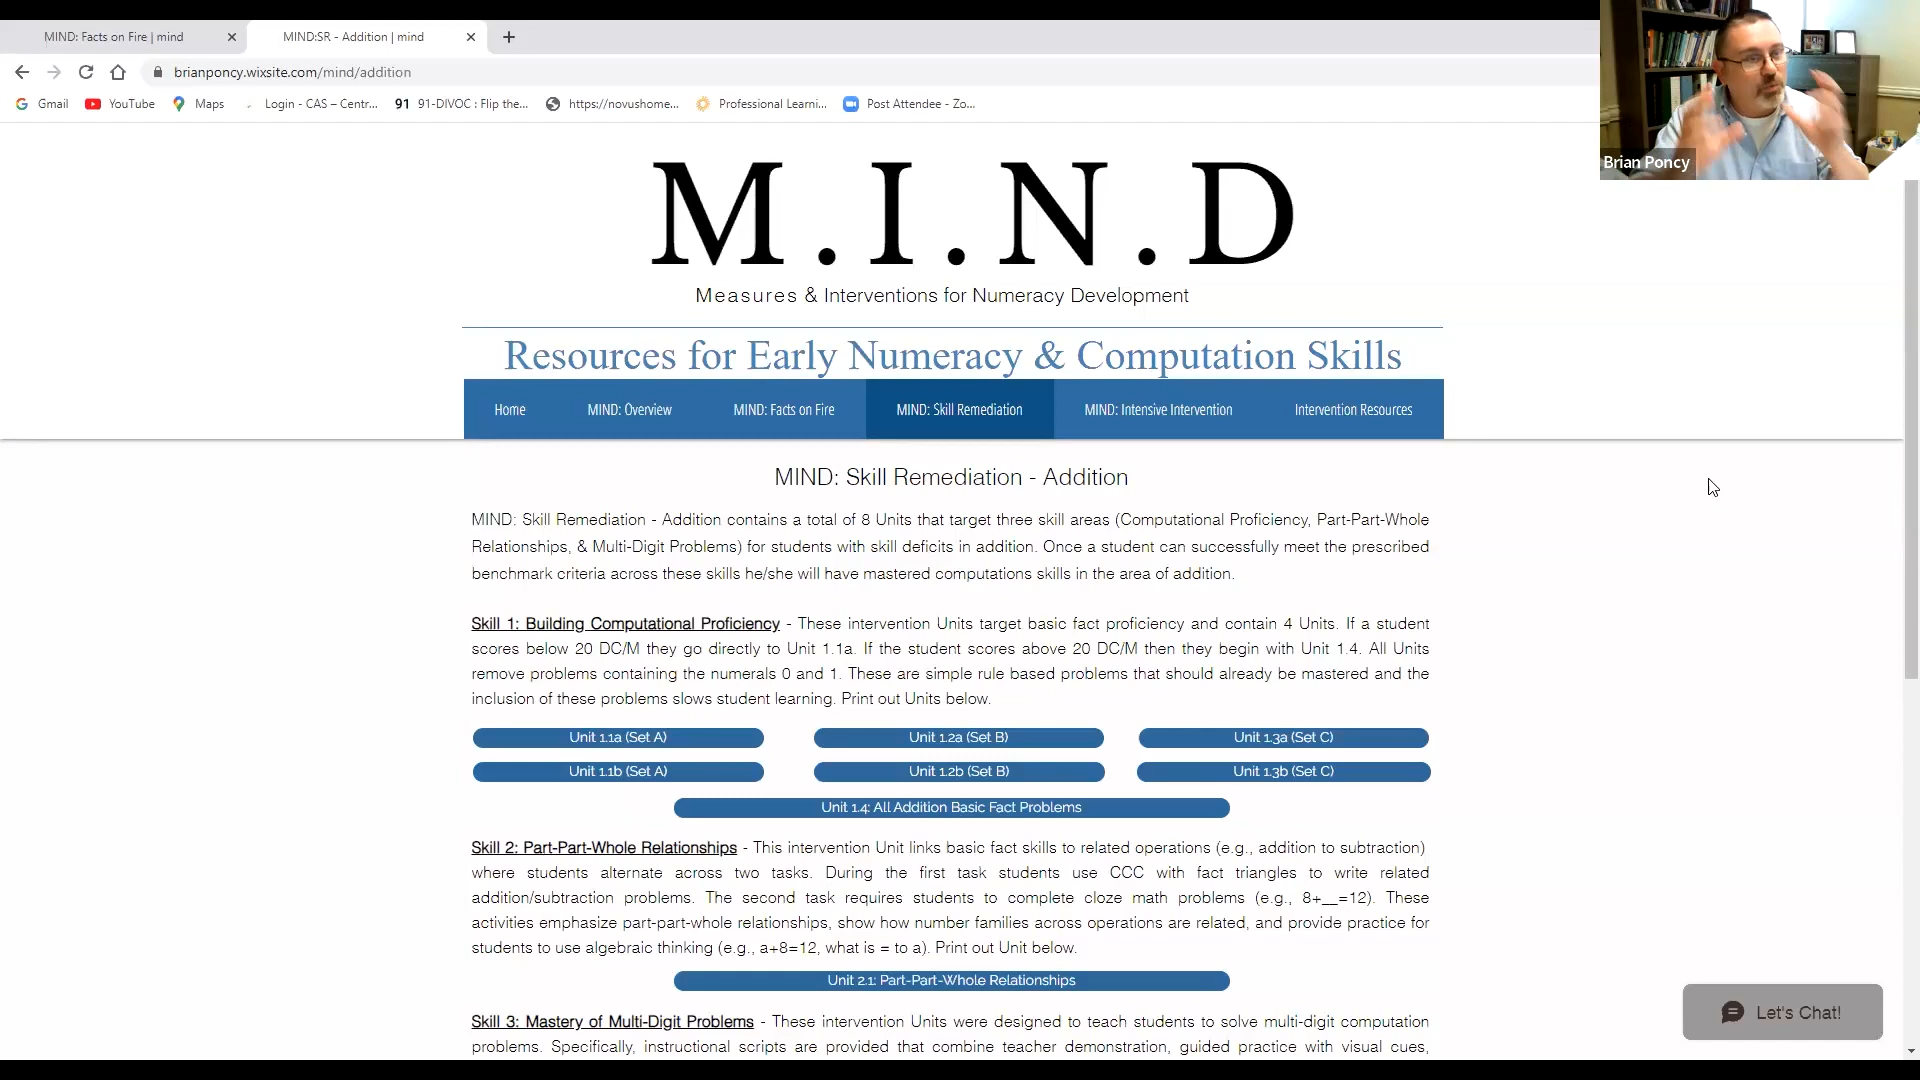 MIND: Facts on Fire | mind
MIND:SR - Addition | mind
brianponcy.wixsite.com/mind/addition
Gmail
YouTube
Maps
Login - CAS – Centr...
91 91-DIVOC : Flip the...
https://novushome...
Professional Learni...
Post Attendee - Zo...
Brian Poncy
M.I.N.D
Measures & Interventions for Numeracy Development
Resources for Early Numeracy & Computation Skills
Home
MIND: Overview
MIND: Facts on Fire
MIND: Skill Remediation
MIND: Intensive Intervention
Intervention Resources
MIND: Skill Remediation - Addition
MIND: Skill Remediation - Addition contains a total of 8 Units that target three skill areas (Computational Proficiency, Part-Part-Whole
Relationships, & Multi-Digit Problems) for students with skill deficits in addition. Once a student can successfully meet the prescribed
benchmark criteria across these skills he/she will have mastered computations skills in the area of addition.
Skill 1: Building Computational Proficiency - These intervention Units target basic fact proficiency and contain 4 Units. If a student
scores below 20 DC/M they go directly to Unit 1.1a. If the student scores above 20 DC/M then they begin with Unit 1.4. All Units
remove problems containing the numerals 0 and 1. These are simple rule based problems that should already be mastered and the
inclusion of these problems slows student learning. Print out Units below.
Unit 1.1a (Set A)
Unit 1.2a (Set B)
Unit 1.3a (Set C)
Unit 1.1b (Set A)
Unit 1.2b (Set B)
Unit 1.3b (Set C)
Unit 1.4: All Addition Basic Fact Problems
Skill 2: Part-Part-Whole Relationships - This intervention Unit links basic fact skills to related operations (e.g., addition to subtraction)
where students alternate across two tasks. During the first task students use CCC with fact triangles to write related
addition/subtraction problems. The second task requires students to complete cloze math problems (e.g., 8+__=12). These
activities emphasize part-part-whole relationships, show how number families across operations are related, and provide practice for
students to use algebraic thinking (e.g., a+8=12, what is = to a). Print out Unit below.
Unit 2.1: Part-Part-Whole Relationships
Skill 3: Mastery of Multi-Digit Problems - These intervention Units were designed to teach students to solve multi-digit computation
problems. Specifically, instructional scripts are provided that combine teacher demonstration, guided practice with visual cues,
Let's Chat!